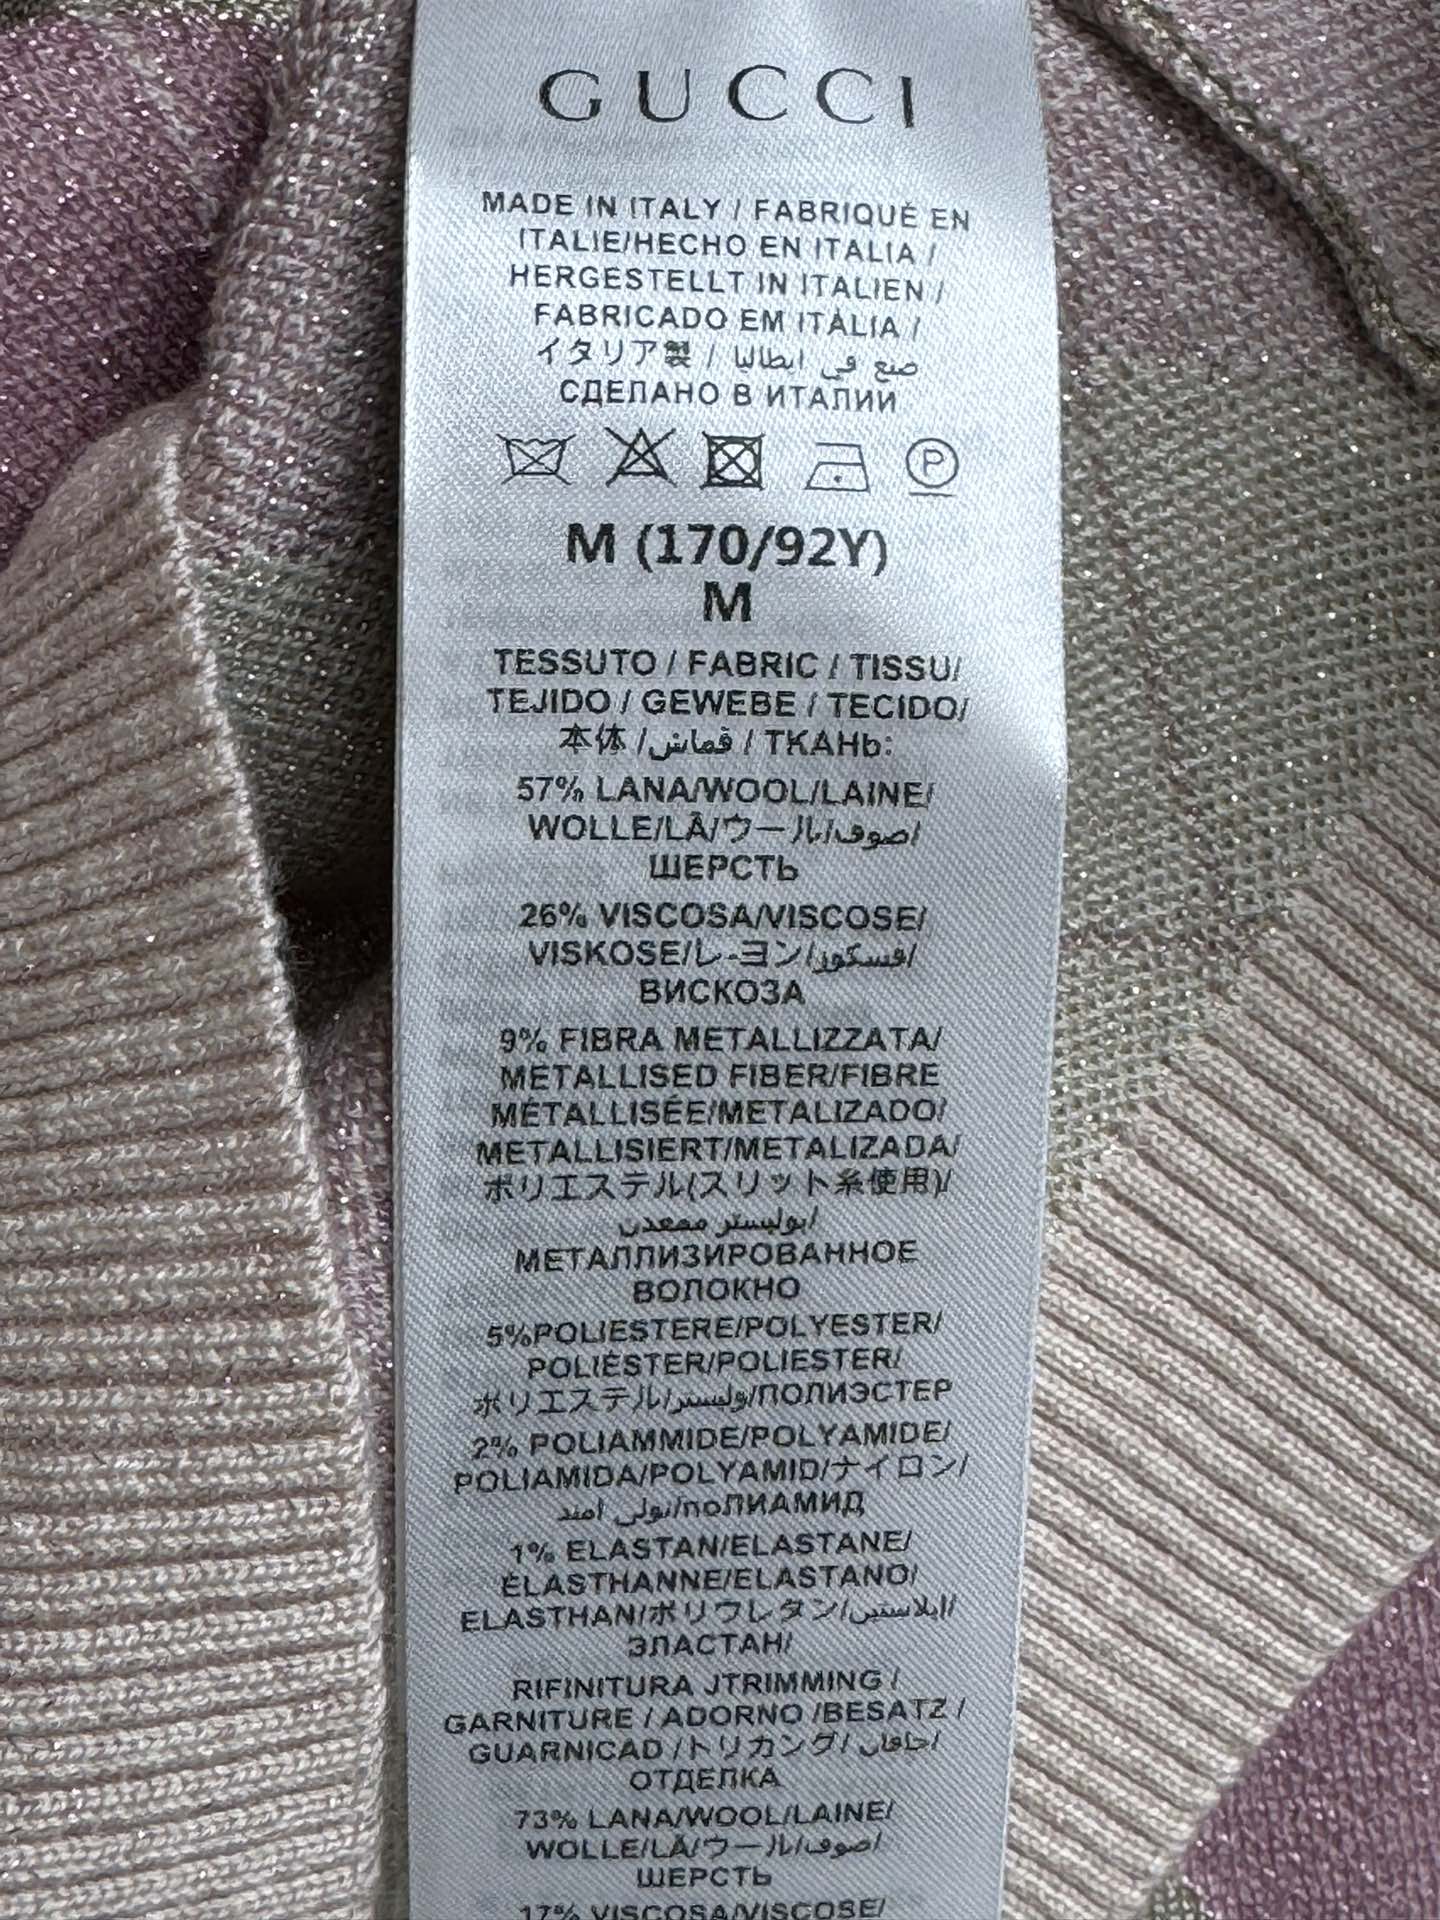 GUCCI
MADE IN ITALY / FABRIQUÉ EN
ITALIE/HECHO EN ITALIA /
HERGESTELLT IN ITALIEN /
FABRICADO EM ITÀLIA /
イタリア製 / صنع في ايطاليا
СДЕЛАНО В ИТАЛИИ
P
M (170/92Y)
M
TESSUTO / FABRIC / TISSU/
TEJIDO / GEWEBE / TECIDO/
本体 /قماش / ТКАНЬ:
57% LANA/WOOL/LAINE/
WOLLE/LÃ/ウール/صوف/
ШЕРСТЬ
26% VISCOSA/VISCOSE/
VISKOSE/レ-ヨン/فسكوز/
ВИСКОЗА
9% FIBRA METALLIZZATA/
METALLISED FIBER/FIBRE
MÉTALLISÉE/METALIZADO/
METALLISIERT/METALIZADA/
ポリエステル(スリット糸使用)/
بوليستر ممعدن/
МЕТАЛЛИЗИРОВАННОЕ
ВОЛОКНО
5%POLIESTERE/POLYESTER/
POLIÉSTER/POLIESTER/
ポリエステル/بوليستر/ПОЛИЭСТЕР
2% POLIAMMIDE/POLYAMIDE/
POLIAMIDA/POLYAMID/ナイロン/
بولي امتد/поЛИАМИД
1% ELASTAN/ELASTANE/
ÉLASTHANNE/ELASTANO/
ELASTHAN/ポリウレタン/ايلاستين/
ЭЛАСТАН/
RIFINITURA JTRIMMING /
GARNITURE / ADORNO /BESATZ /
GUARNICAD /トリカング/ حافان/
ОТДЕЛКА
73% LANA/WOOL/LAINE/
WOLLE/LÃ/ウール/صوف/
ШЕРСТЬ
17% VISCOSA/VISCOSE/